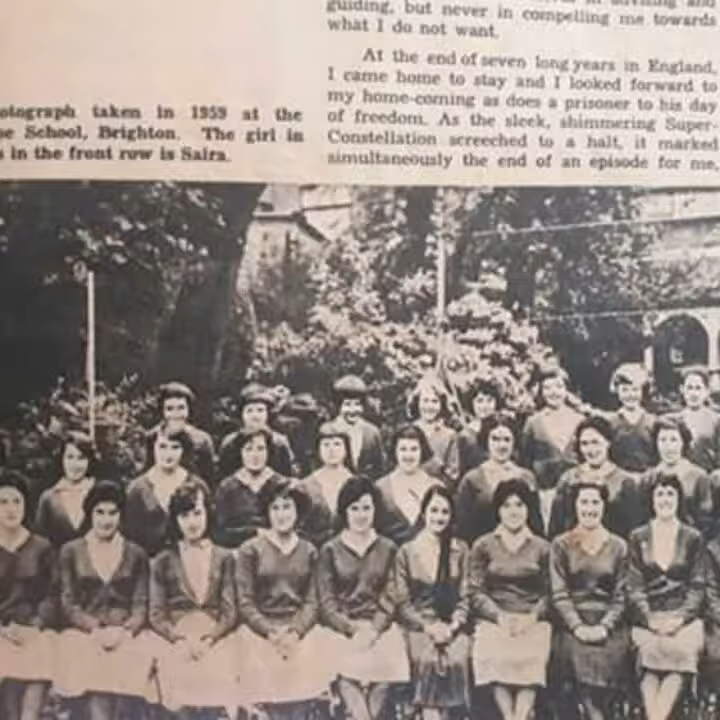 otograph taken in 1959 at the
pe School, Brighton. The girl in
s in the front row is Saira.
guiding, but never in compelling me towards
what I do not want.
At the end of seven long years in England,
I came home to stay and I looked forward to
my home-coming as does a prisoner to his day
of freedom. As the sleek, shimmering Super-
Constellation screeched to a halt, it marked
simultaneously the end of an episode for me,